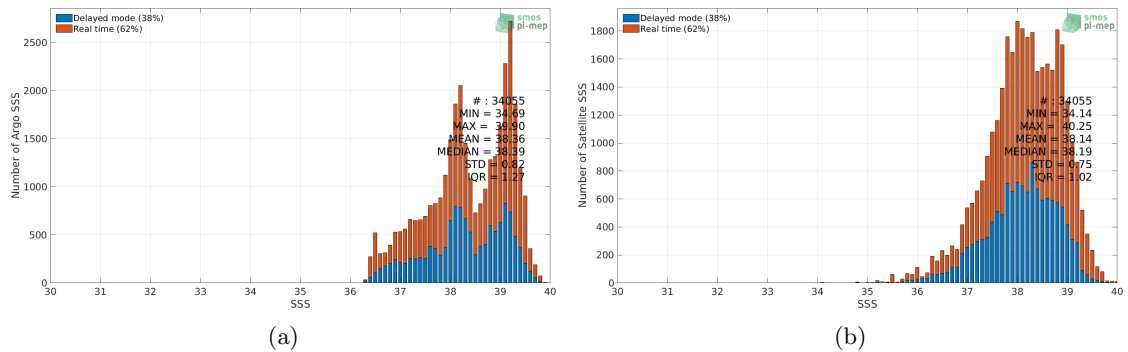 Delayed mode (38%)
Real time (62%)
smos
pi-mep
2500
2000
1500
1000
500
0
Number of Argo SSS
# : 34055
MIN = 34.69
MAX = 39.90
MEAN = 38.36
MEDIAN = 38.39
STD = 0.82
IQR = 1.27
30 31 32 33 34 35 36 37 38 39 40
SSS
(a)
Delayed mode (38%)
Real time (62%)
smos
pi-mep
1800
1600
1400
1200
1000
800
600
400
200
0
Number of Satellite SSS
# : 34055
MIN = 34.14
MAX = 40.25
MEAN = 38.14
MEDIAN = 38.19
STD = 0.75
IQR = 1.02
30 31 32 33 34 35 36 37 38 39 40
SSS
(b)